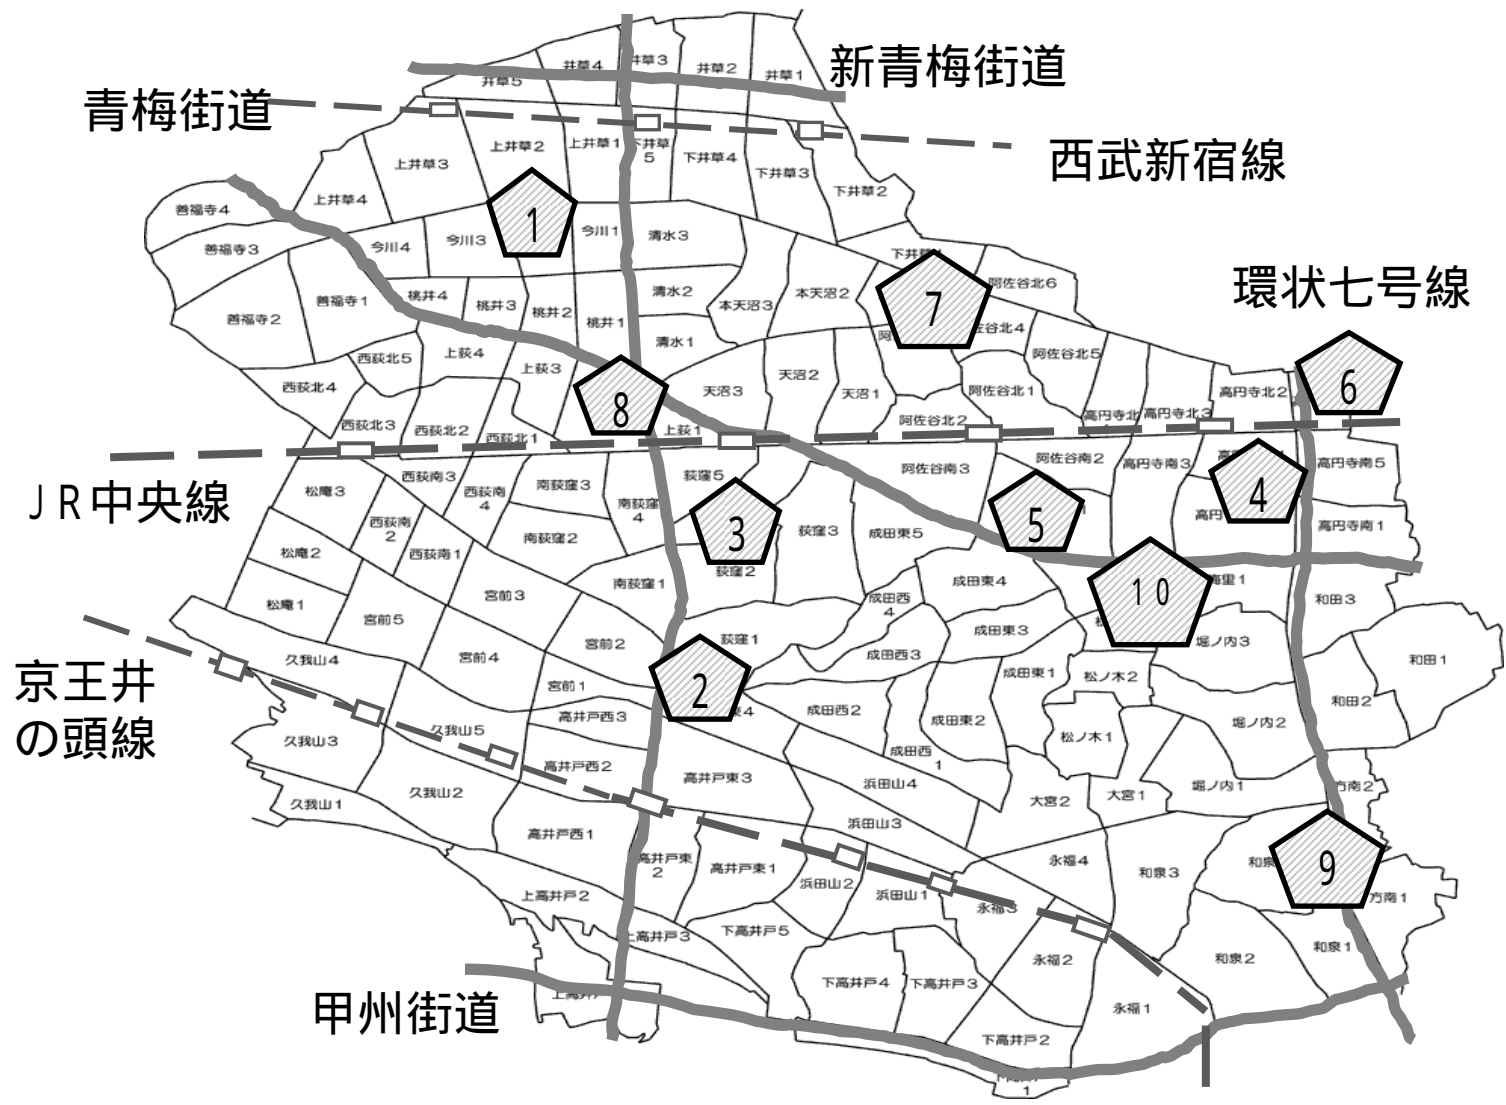 新青梅街道
青梅街道
西武新宿線
環状七号線
JR中央線
京王井
の頭線
甲州街道
井草5
井草4
井草3
井草2
井草1
上井草4
上井草3
上井草2
上井草1
下井草
5
下井草4
下井草3
下井草2
善福寺4
善福寺3
善福寺2
善福寺1
今川4
今川3
今川1
清水3
清水2
清水1
桃井4
桃井3
桃井2
桃井1
本天沼3
本天沼2
阿佐谷北6
阿佐谷北5
阿佐谷北1
阿佐谷北2
西荻北5
西荻北4
西荻北3
西荻北2
西荻北1
上荻4
上荻3
上荻1
天沼3
天沼2
天沼1
高円寺北
高円寺北3
高円寺北2
松庵3
松庵2
松庵1
西荻南3
西荻南
4
西荻南
2
西荻南1
南荻窪3
南荻窪2
南荻窪
4
南荻窪1
荻窪5
荻窪3
荻窪2
荻窪1
阿佐谷南3
阿佐谷南2
高円寺南3
高円寺南5
高円寺南1
成田東5
成田東4
成田東3
成田東1
成田東2
成田西
4
成田西3
成田西2
成田西
1
宮前5
宮前4
宮前3
宮前2
宮前1
久我山4
久我山5
久我山3
久我山2
久我山1
高井戸西3
高井戸西2
高井戸西1
高井戸東3
高井戸東
2
高井戸東1
上高井戸2
上高井戸3
下高井戸5
下高井戸4
下高井戸3
下高井戸2
浜田山4
浜田山3
浜田山2
浜田山1
松ノ木2
松ノ木1
大宮2
大宮1
堀ノ内3
堀ノ内2
堀ノ内1
和田3
和田2
和田1
方南2
方南1
永福4
永福3
永福2
永福1
和泉3
和泉2
和泉1
1
2
3
4
5
6
7
8
9
10